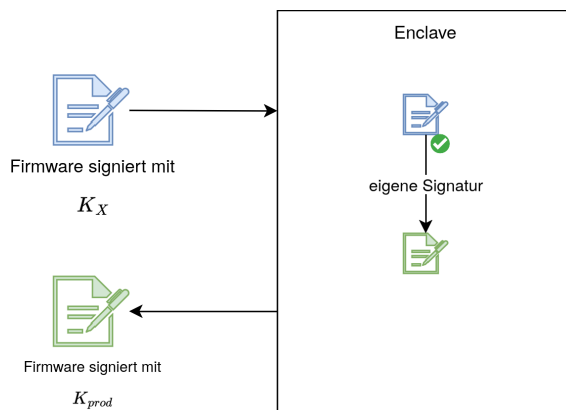 Enclave
Firmware signiert mit
K_X
eigene Signatur
Firmware signiert mit
K_prod